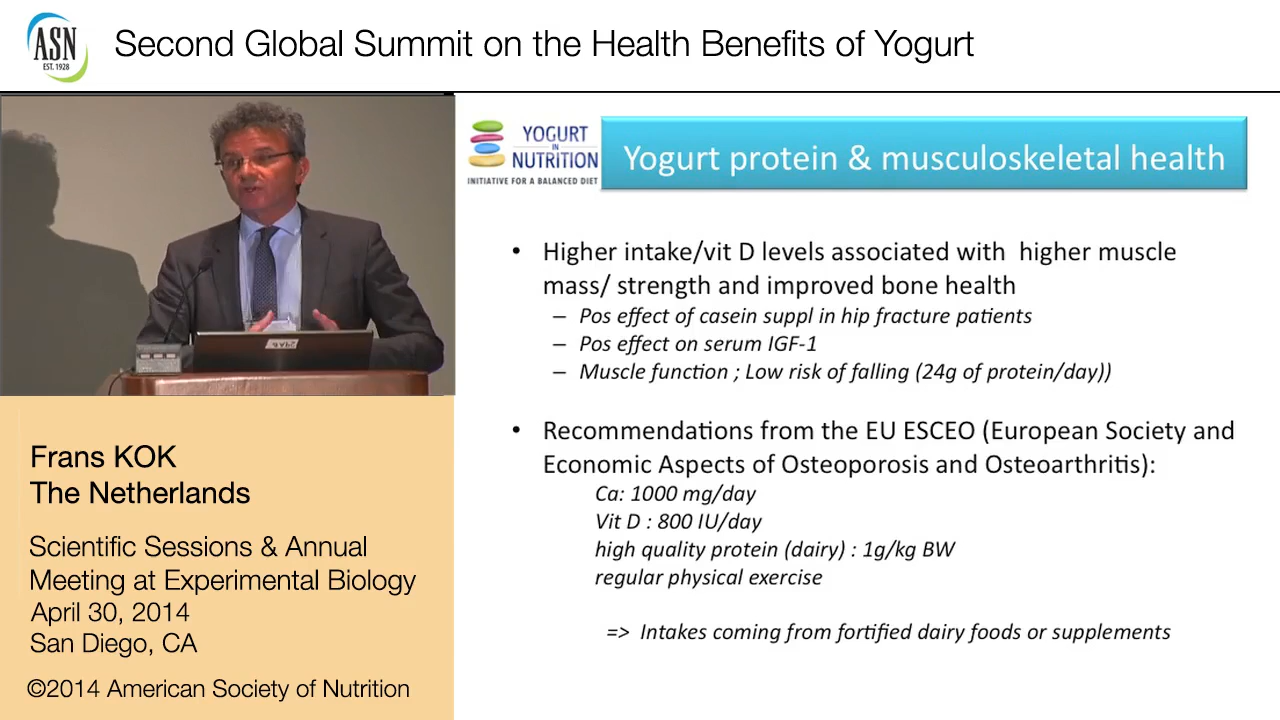 ASN
EST. 1928
Second Global Summit on the Health Benefits of Yogurt
YOGURT
IN
NUTRITION
INITIATIVE FOR A BALANCED DIET
Yogurt protein & musculoskeletal health
• Higher intake/vit D levels associated with higher muscle
mass/ strength and improved bone health
– Pos effect of casein suppl in hip fracture patients
– Pos effect on serum IGF-1
– Muscle function ; Low risk of falling (24g of protein/day))
• Recommendations from the EU ESCEO (European Society and
Economic Aspects of Osteoporosis and Osteoarthritis):
Ca: 1000 mg/day
Vit D : 800 IU/day
high quality protein (dairy) : 1g/kg BW
regular physical exercise
=> Intakes coming from fortified dairy foods or supplements
Frans KOK
The Netherlands
Scientific Sessions & Annual
Meeting at Experimental Biology
April 30, 2014
San Diego, CA
©2014 American Society of Nutrition